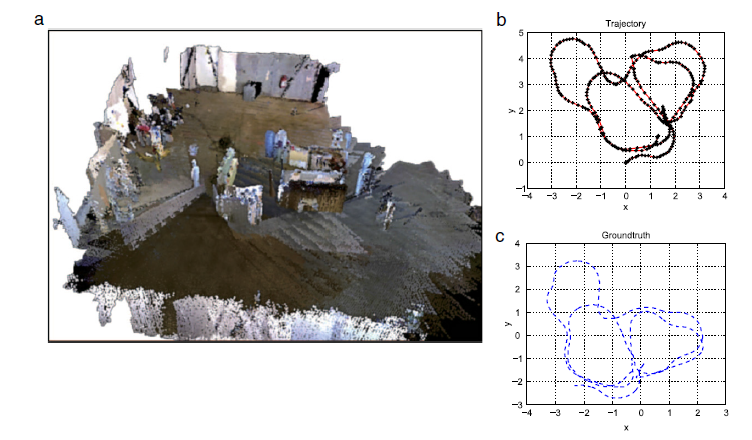 a
b
Trajectory
5
4
3
2
1
0
−1
y
−4 −3 −2 −1 0 1 2 3 4
x
c
Groundtruth
4
3
2
1
0
−1
−2
−3
y
−4 −3 −2 −1 0 1 2 3
x